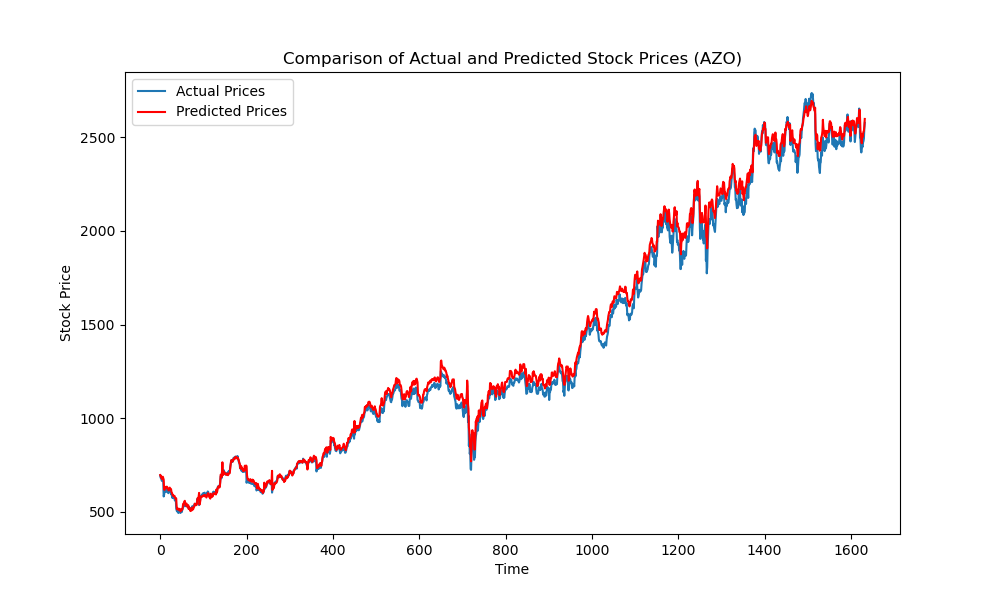 Comparison of Actual and Predicted Stock Prices (AZO)
Actual Prices
Predicted Prices
Stock Price
2500
2000
1500
1000
500
0 200 400 600 800 1000 1200 1400 1600
Time